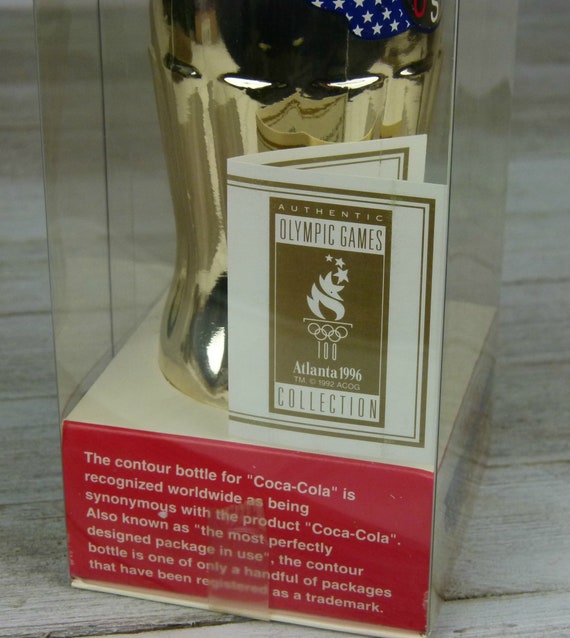 US
AUTHENTIC
OLYMPIC GAMES
100
Atlanta 1996
TM. © 1992 ACOG
COLLECTION
The contour bottle for "Coca-Cola" is
recognized worldwide as being
synonymous with the product "Coca-Cola".
Also known as "the most perfectly
designed package in use", the contour
bottle is one of only a handful of packages
that have been registered as a trademark.